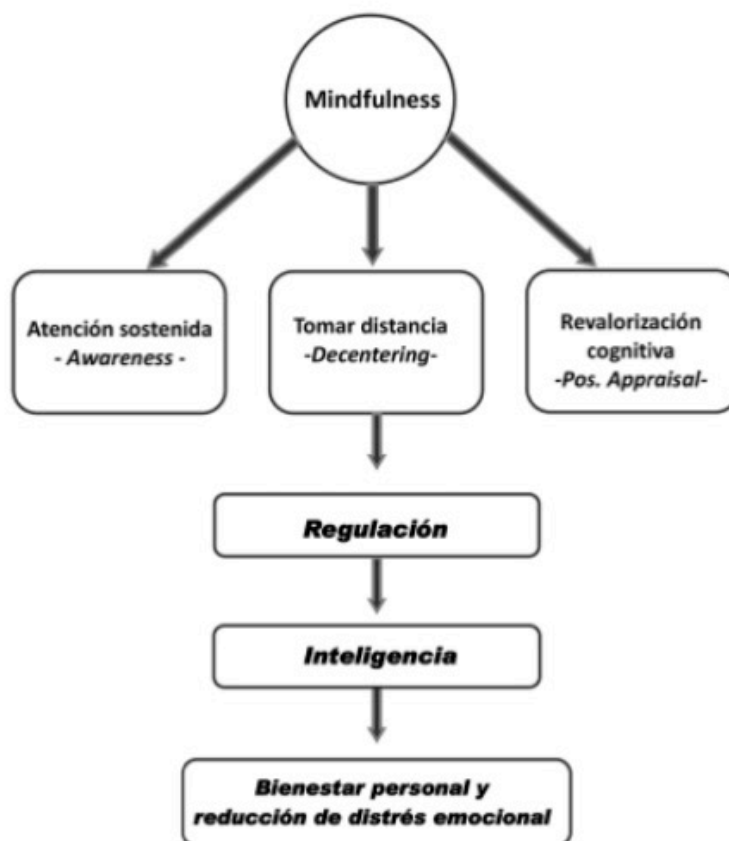 Mindfulness
Atención sostenida
- Awareness -
Tomar distancia
-Decentering-
Revalorización
cognitiva
-Pos. Appraisal-
Regulación
Inteligencia
Bienestar personal y
reducción de distrés emocional